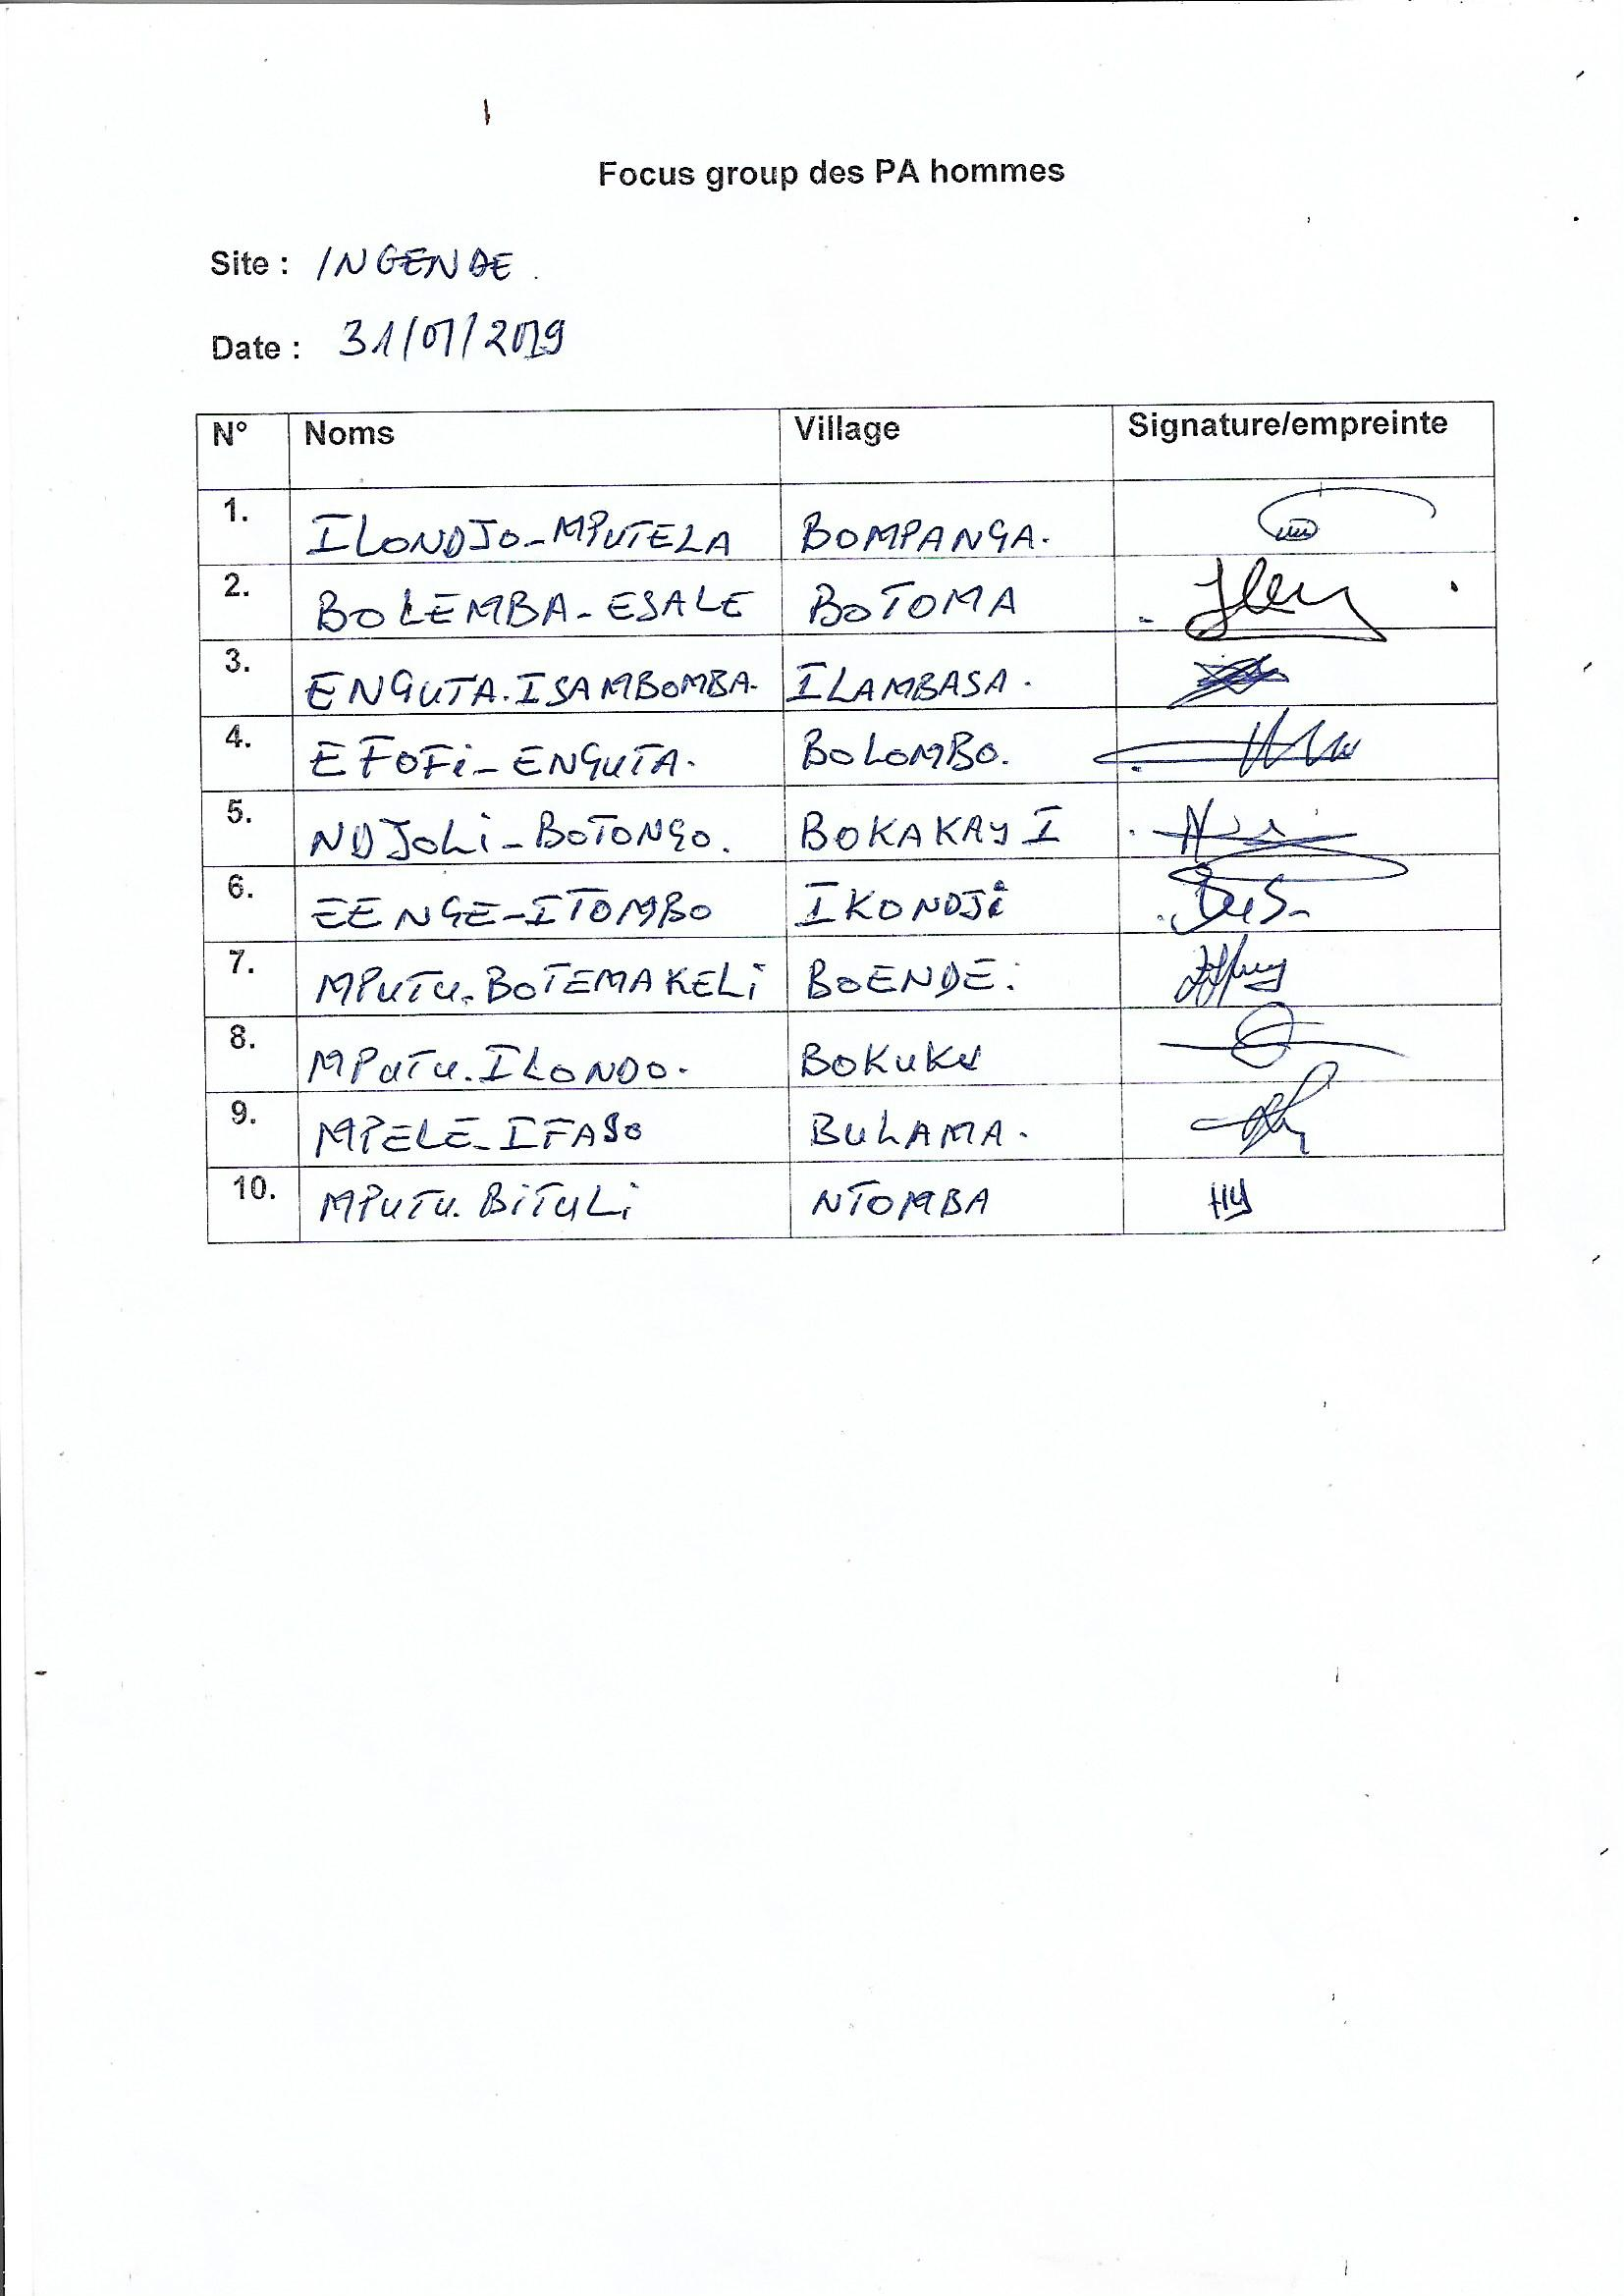 Focus group des PA hommes
Site : INGENDE.
Date : 31/07/2019
N° Noms Village Signature/empreinte
1. ILONDJO-MPUTELA BOMPANGA.
2. BOLEMBA-ESALE BOTOMA
3. ENGUTA.ISAMBOMBA. ILAMBASA.
4. EFOFi-ENGUTA. BOLOMBO.
5. NDJOLi-BOTONGO. BOKAKAY I
6. EENGE-ITOMBO IKONDJi
7. MPUTU.BOTEMAKELi BOENDE.
8. MPUTU.ILONDO. BOKUKU
9. MPELE-IFASO BULAMA.
10. MPUTU.BiTULi NTOMBA